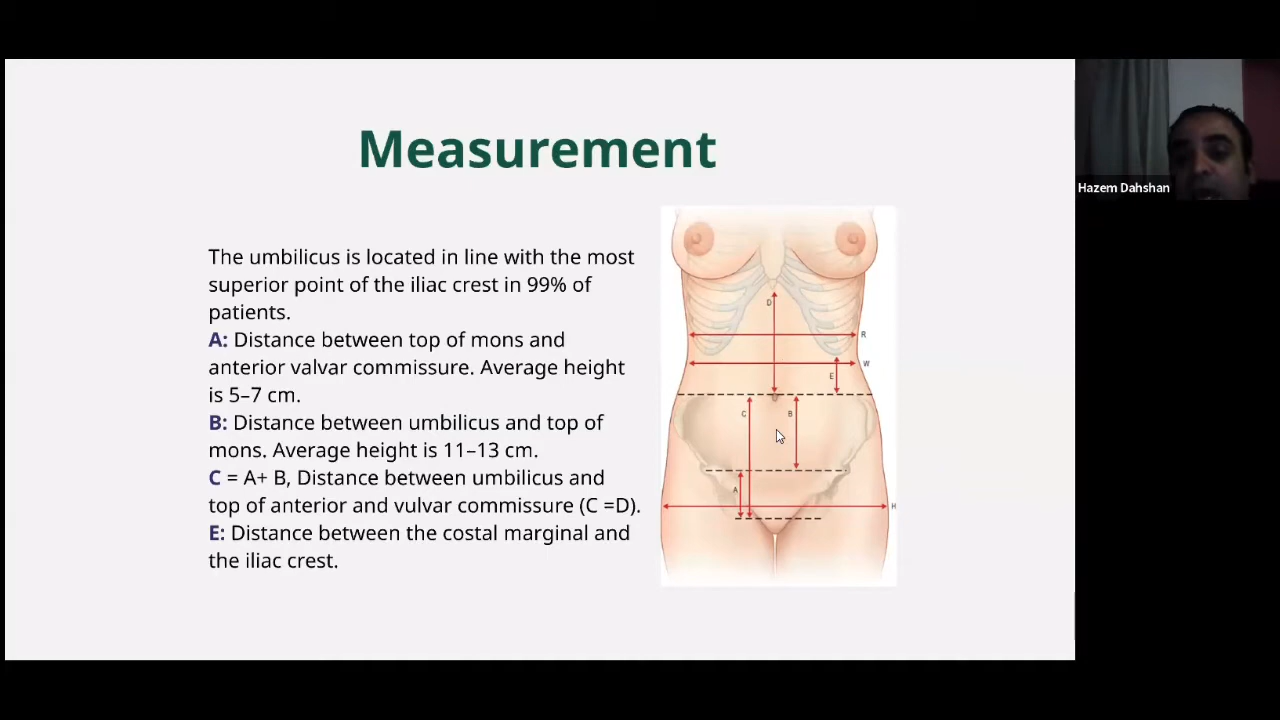 Measurement
The umbilicus is located in line with the most
superior point of the iliac crest in 99% of
patients.
A: Distance between top of mons and
anterior valvar commissure. Average height
is 5–7 cm.
B: Distance between umbilicus and top of
mons. Average height is 11–13 cm.
C = A+ B, Distance between umbilicus and
top of anterior and vulvar commissure (C =D).
E: Distance between the costal marginal and
the iliac crest.
D
R
W
E
C
B
A
H
Hazem Dahshan